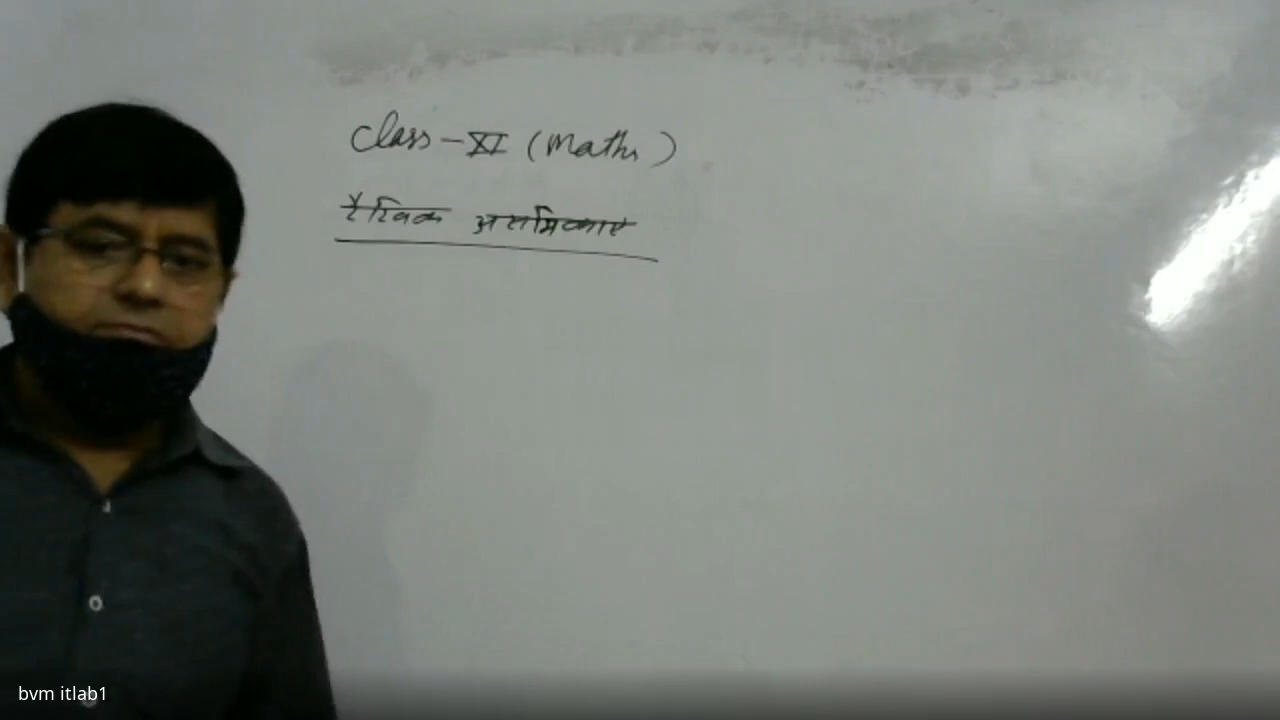 Class - XI (Maths)
रैखिक असमिकाएं
bvm itlab1